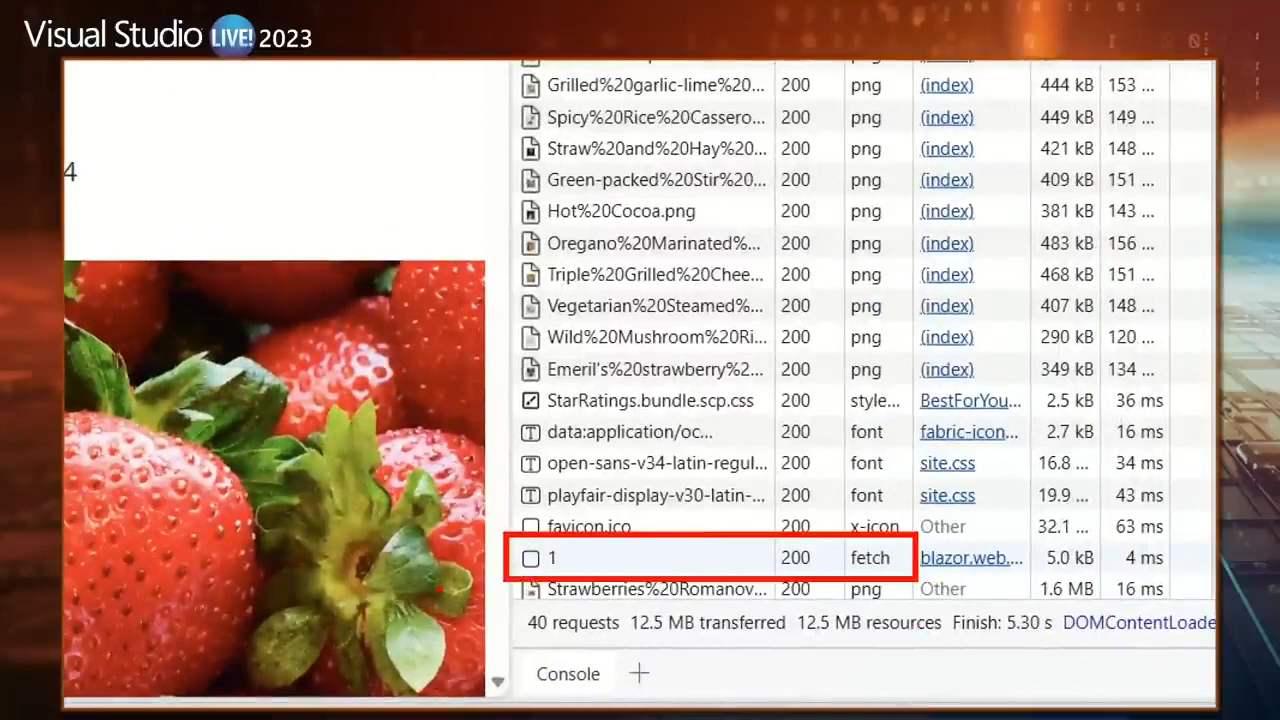 Visual Studio LIVE! 2023
4
Grilled%20garlic-lime%20... 200 png (index) 444 kB 153 ...
Spicy%20Rice%20Cassero... 200 png (index) 449 kB 149 ...
Straw%20and%20Hay%20... 200 png (index) 421 kB 148 ...
Green-packed%20Stir%20... 200 png (index) 409 kB 151 ...
Hot%20Cocoa.png 200 png (index) 381 kB 143 ...
Oregano%20Marinated%... 200 png (index) 483 kB 156 ...
Triple%20Grilled%20Chee... 200 png (index) 468 kB 151 ...
Vegetarian%20Steamed%... 200 png (index) 407 kB 148 ...
Wild%20Mushroom%20Ri... 200 png (index) 290 kB 120 ...
Emeril's%20strawberry%2... 200 png (index) 349 kB 134 ...
StarRatings.bundle.scp.css 200 style... BestForYou... 2.5 kB 36 ms
data:application/oc... 200 font fabric-icon... 2.7 kB 16 ms
open-sans-v34-latin-regul... 200 font site.css 16.8 ... 34 ms
playfair-display-v30-latin-... 200 font site.css 19.9 ... 43 ms
favicon.ico 200 x-icon Other 32.1 ... 63 ms
1 200 fetch blazor.web.... 5.0 kB 4 ms
Strawberries%20Romanov... 200 png Other 1.6 MB 16 ms
40 requests 12.5 MB transferred 12.5 MB resources Finish: 5.30 s DOMContentLoade
Console